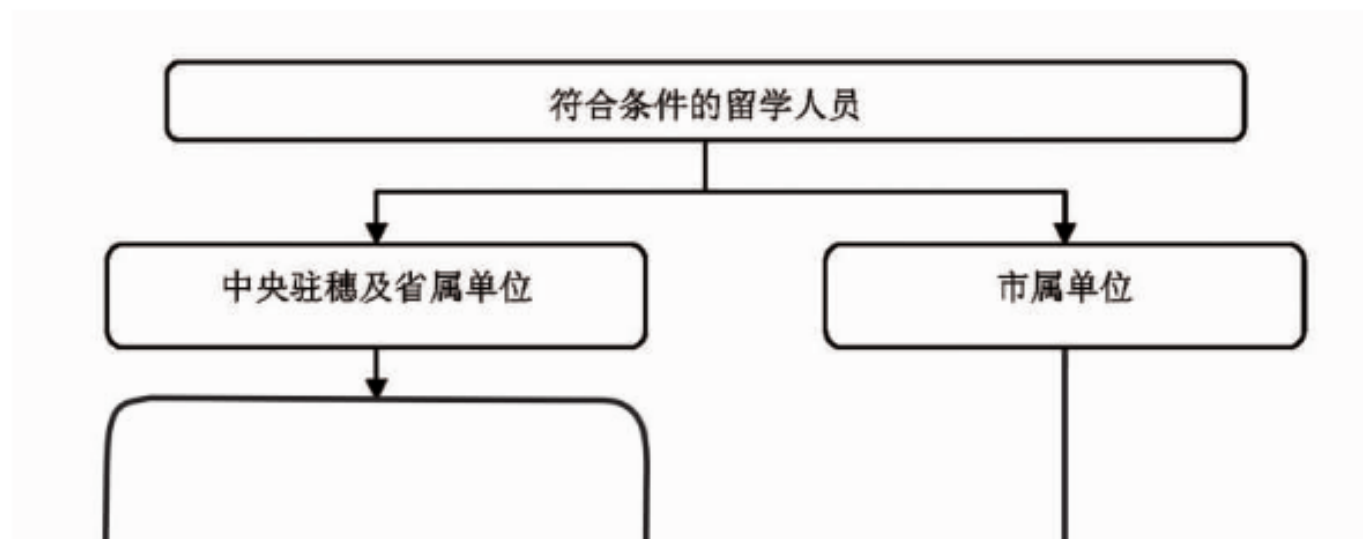 符合条件的留学人员
中央驻穗及省属单位
市属单位